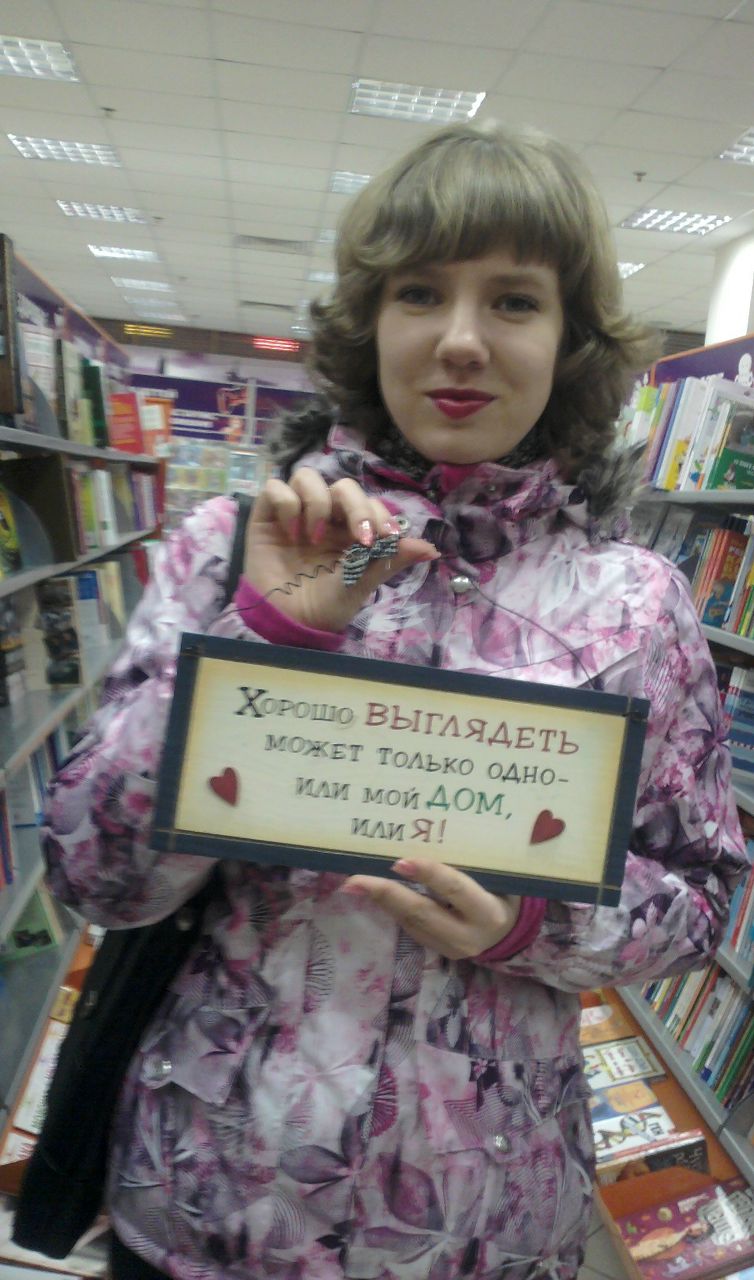 Хорошо ВЫГЛЯДЕТЬ
может только одно-
или мой ДОМ,
или Я!